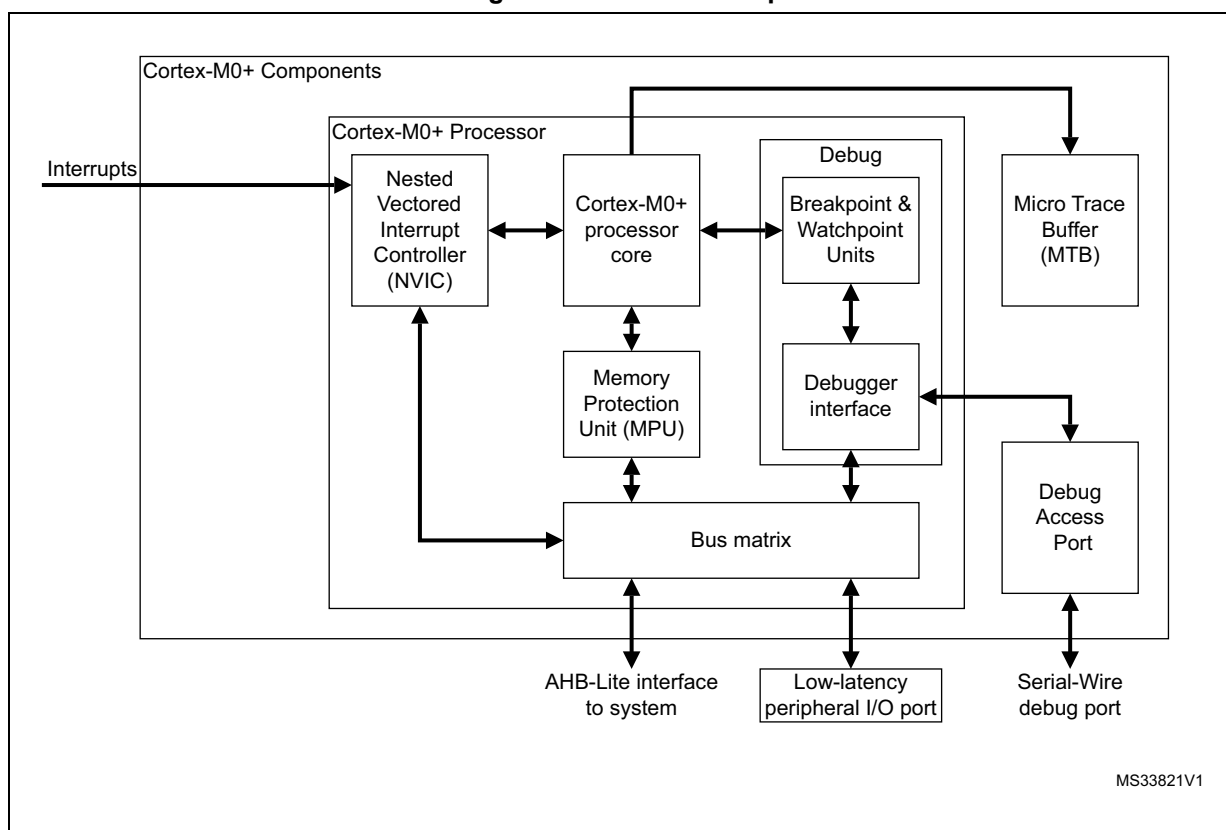 Cortex-M0+ Components
Cortex-M0+ Processor
Interrupts
Nested
Vectored
Interrupt
Controller
(NVIC)
Cortex-M0+
processor
core
Debug
Breakpoint &
Watchpoint
Units
Micro Trace
Buffer
(MTB)
Memory
Protection
Unit (MPU)
Debugger
interface
Debug
Access
Port
Bus matrix
AHB-Lite interface
to system
Low-latency
peripheral I/O port
Serial-Wire
debug port
MS33821V1